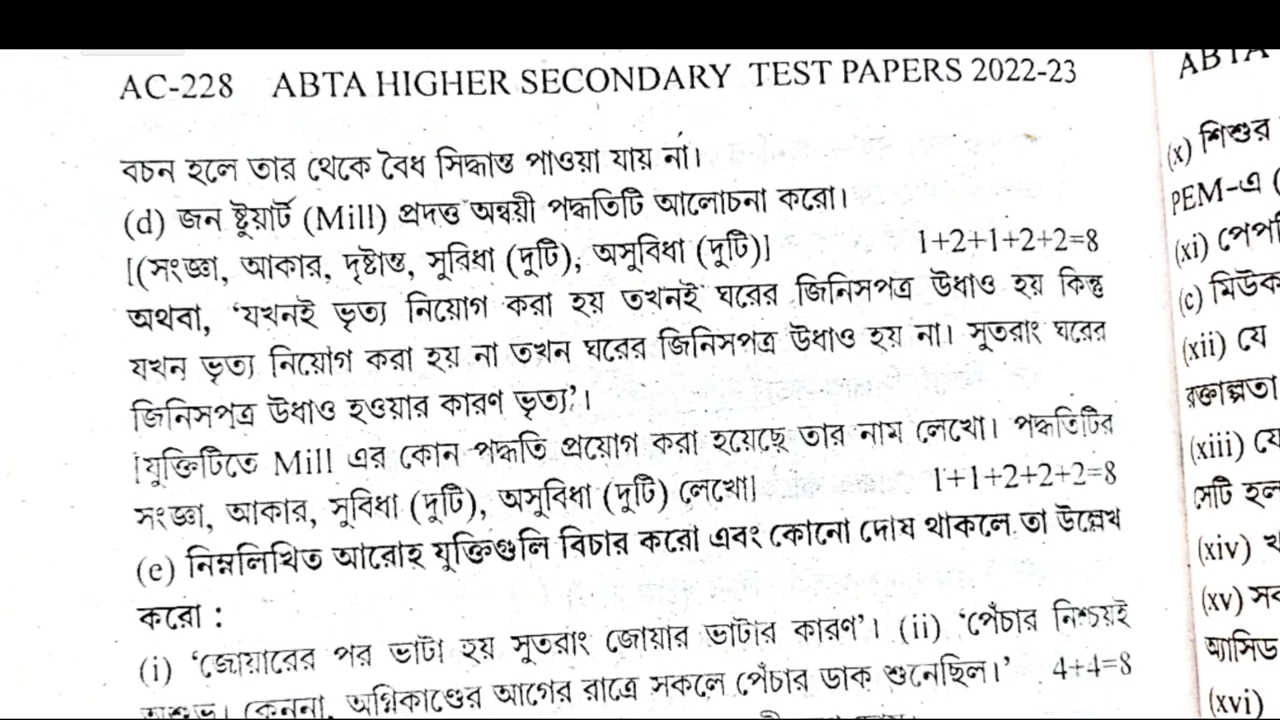 AC-228 ABTA HIGHER SECONDARY TEST PAPERS 2022-23
বচন হলে তার থেকে বৈধ সিদ্ধান্ত পাওয়া যায় না।
(d) জন ষ্টুয়ার্ট (Mill) প্রদত্ত অন্বয়ী পদ্ধতিটি আলোচনা করো।
[(সংজ্ঞা, আকার, দৃষ্টান্ত, সুবিধা (দুটি), অসুবিধা (দুটি)] 1+2+1+2+2=8
অথবা, ‘যখনই ভৃত্য নিয়োগ করা হয় তখনই ঘরের জিনিসপত্র উধাও হয় কিন্তু
যখন ভৃত্য নিয়োগ করা হয় না তখন ঘরের জিনিসপত্র উধাও হয় না। সুতরাং ঘরের
জিনিসপত্র উধাও হওয়ার কারণ ভৃত্য’।
[যুক্তিটিতে Mill এর কোন পদ্ধতি প্রয়োগ করা হয়েছে তার নাম লেখো। পদ্ধতিটির
সংজ্ঞা, আকার, সুবিধা (দুটি), অসুবিধা (দুটি) লেখো] 1+1+2+2+2=8
(e) নিম্নলিখিত আরোহ যুক্তিগুলি বিচার করো এবং কোনো দোষ থাকলে তা উল্লেখ
করো :
(i) ‘জোয়ারের পর ভাটা হয় সুতরাং জোয়ার ভাটার কারণ’। (ii) ‘পেঁচার নিশ্চয়ই
অশুভ। কেননা, অগ্নিকাণ্ডের আগের রাত্রে সকলে পেঁচার ডাক শুনেছিল।’ 4+4=8
ABTA
(x) শিশুর
PEM-এ
(xi)
(c)
(xii) যে
রক্তাল্পতা
(xiii)
সেটি হল
(xiv)
(xv)
অ্যাসিড
(xvi)